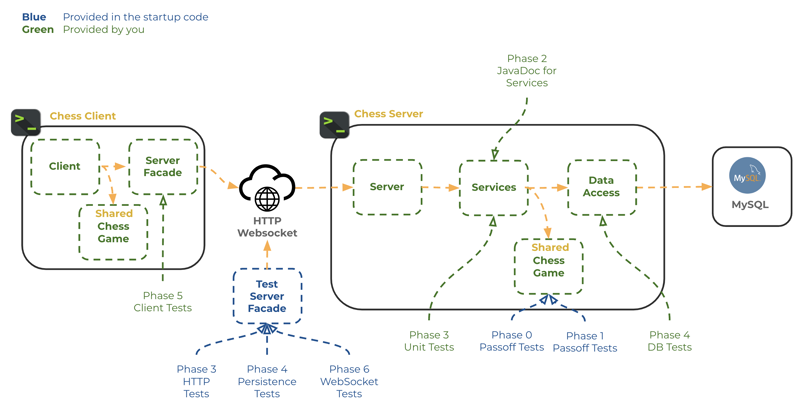 Blue Provided in the startup code
Green Provided by you
Phase 2
JavaDoc for
Services
Chess Client
Chess Server
>_
>_
Client
Server
Facade
Shared
Chess
Game
HTTP
Websocket
Server
Services
Data
Access
Shared
Chess
Game
MySQL
MySQL
Test
Server
Facade
Phase 5
Client Tests
Phase 3
HTTP
Tests
Phase 4
Persistence
Tests
Phase 6
WebSocket
Tests
Phase 3
Unit Tests
Phase 0
Passoff Tests
Phase 1
Passoff Tests
Phase 4
DB Tests